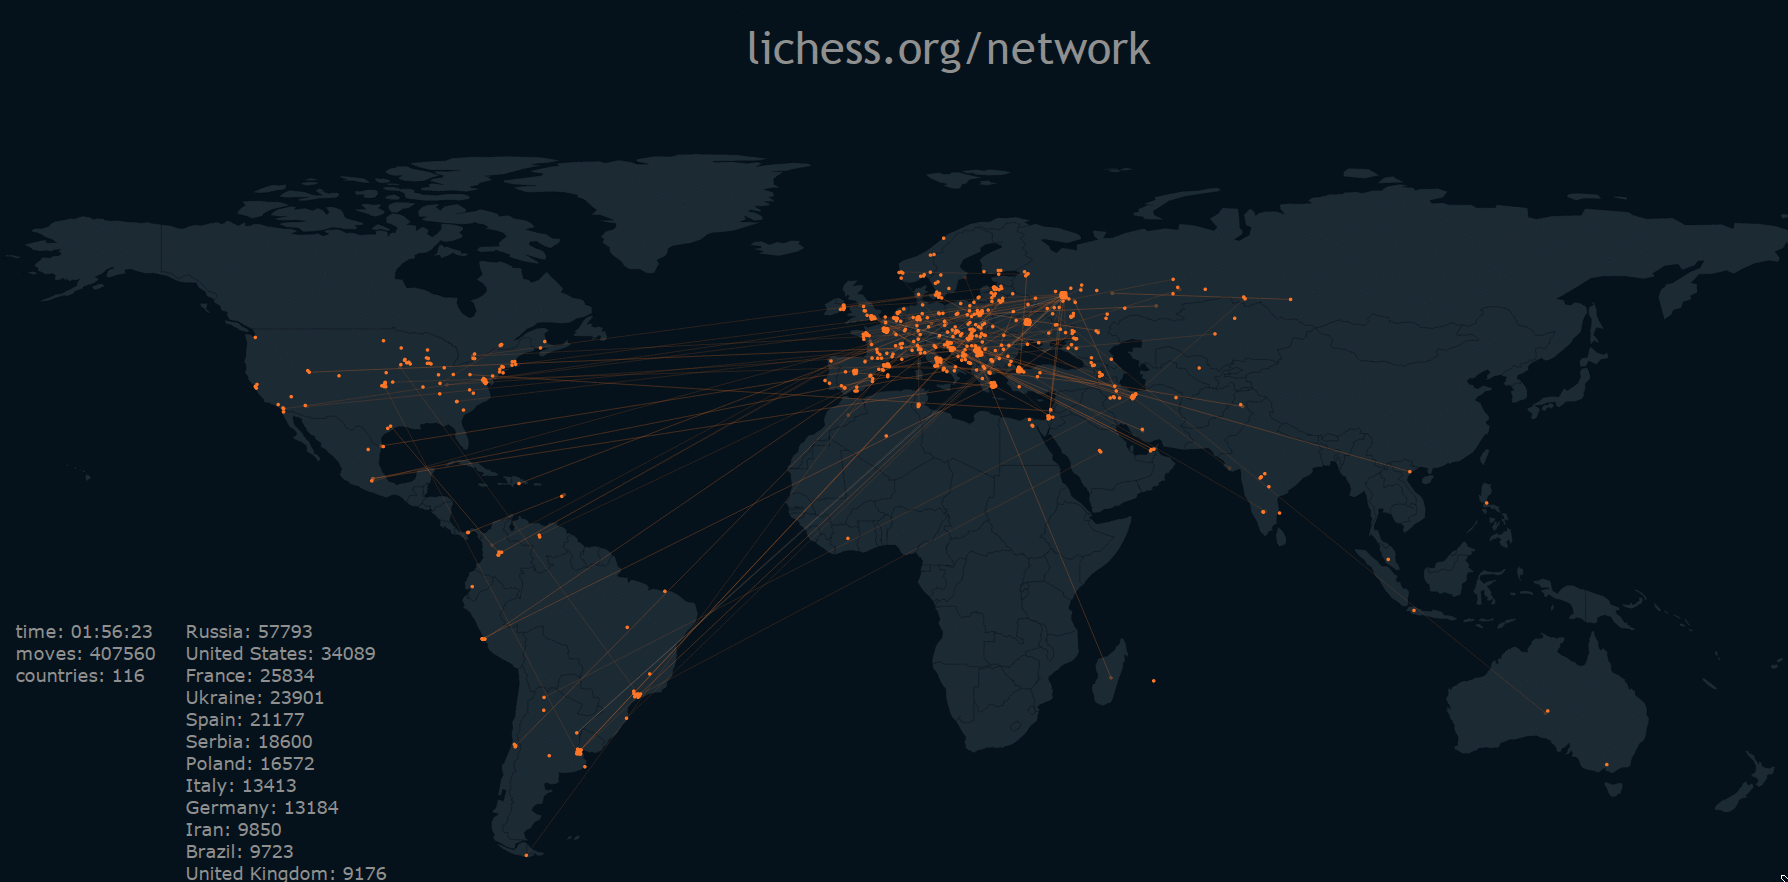 lichess.org/network
time: 01:56:23
moves: 407560
countries: 116
Russia: 57793
United States: 34089
France: 25834
Ukraine: 23901
Spain: 21177
Serbia: 18600
Poland: 16572
Italy: 13413
Germany: 13184
Iran: 9850
Brazil: 9723
United Kingdom: 9176